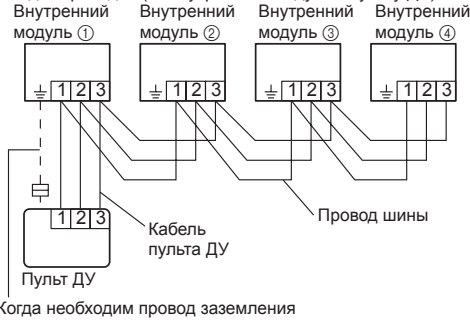 Внутренний Внутренний Внутренний Внутренний
модуль ① модуль ② модуль ③ модуль ④
1 2 3 1 2 3 1 2 3 1 2 3
1 2 3
Провод шины
Кабель
пульта ДУ
Пульт ДУ
Когда необходим провод заземления